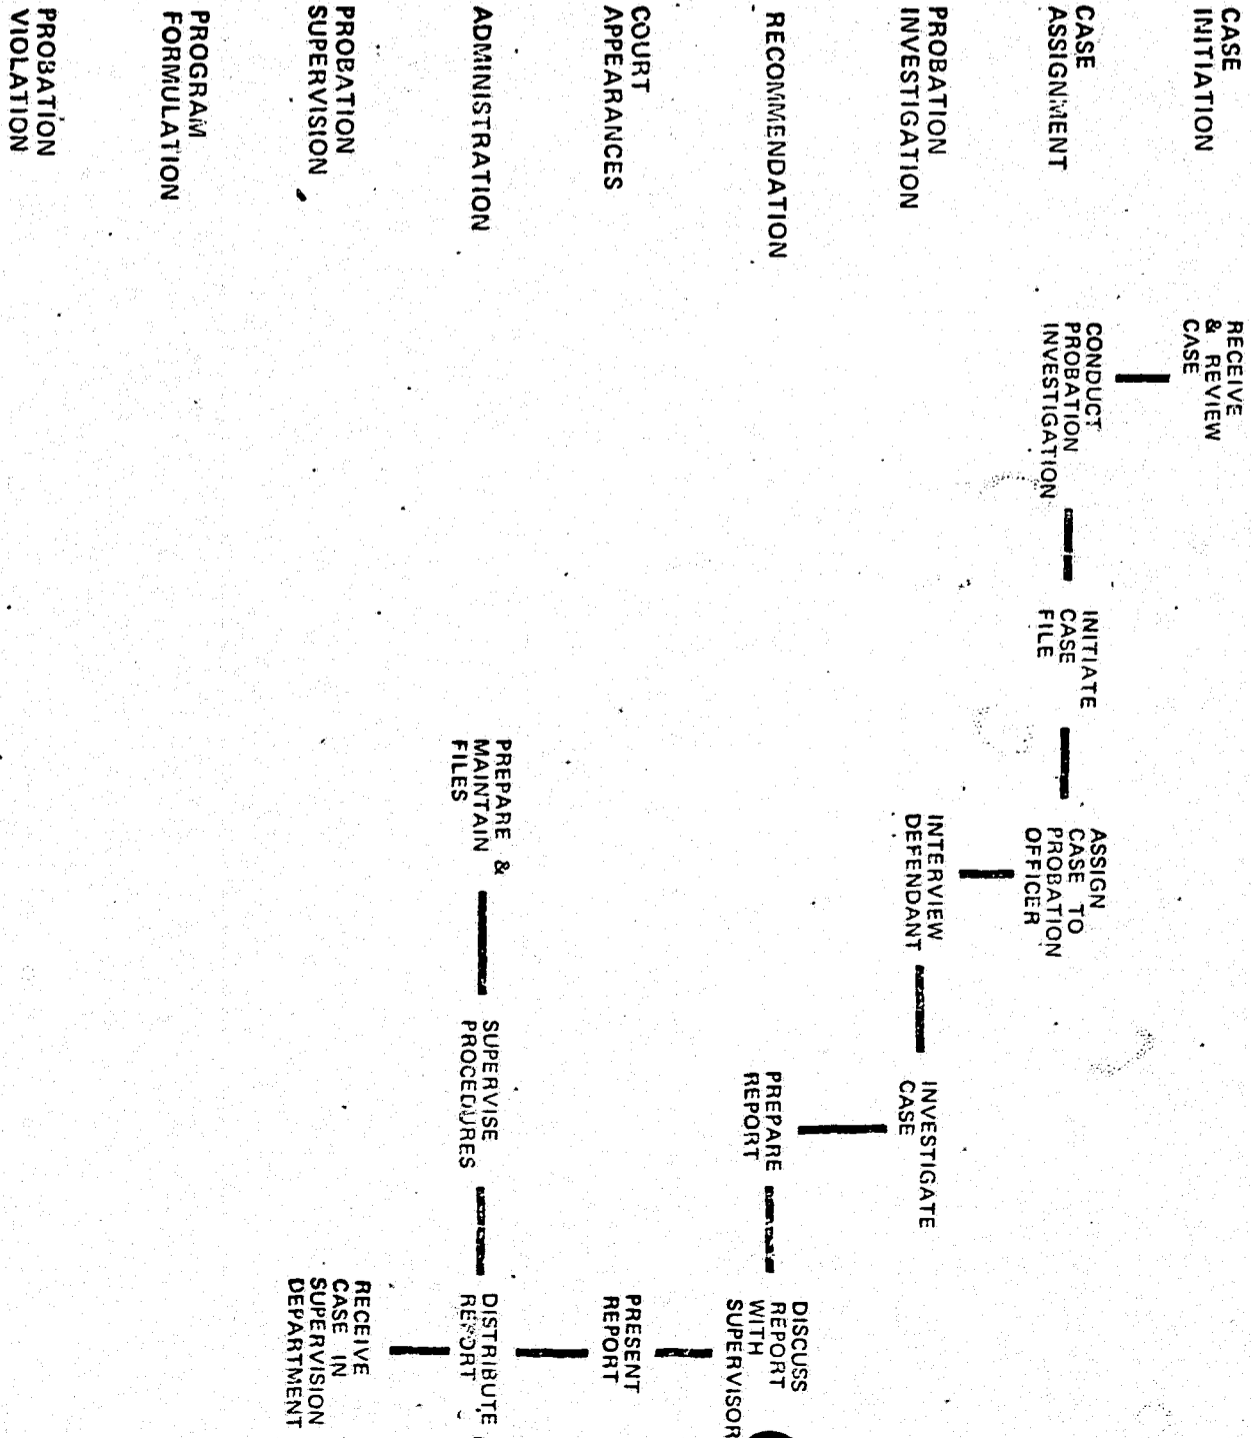 CASE
INITIATION
RECEIVE
& REVIEW
CASE
CASE
ASSIGNMENT
CONDUCT
PROBATION
INVESTIGATION
INITIATE
CASE
FILE
ASSIGN
CASE TO
PROBATION
OFFICER
PROBATION
INVESTIGATION
INTERVIEW
DEFENDANT
INVESTIGATE
CASE
RECOMMENDATION
PREPARE
REPORT
DISCUSS
REPORT
WITH
SUPERVISOR
COURT
APPEARANCES
PRESENT
REPORT
ADMINISTRATION
PREPARE &
MAINTAIN
FILES
SUPERVISE
PROCEDURES
DISTRIBUTE
REPORT
PROBATION
SUPERVISION
RECEIVE
CASE IN
SUPERVISION
DEPARTMENT
PROGRAM
FORMULATION
PROBATION
VIOLATION